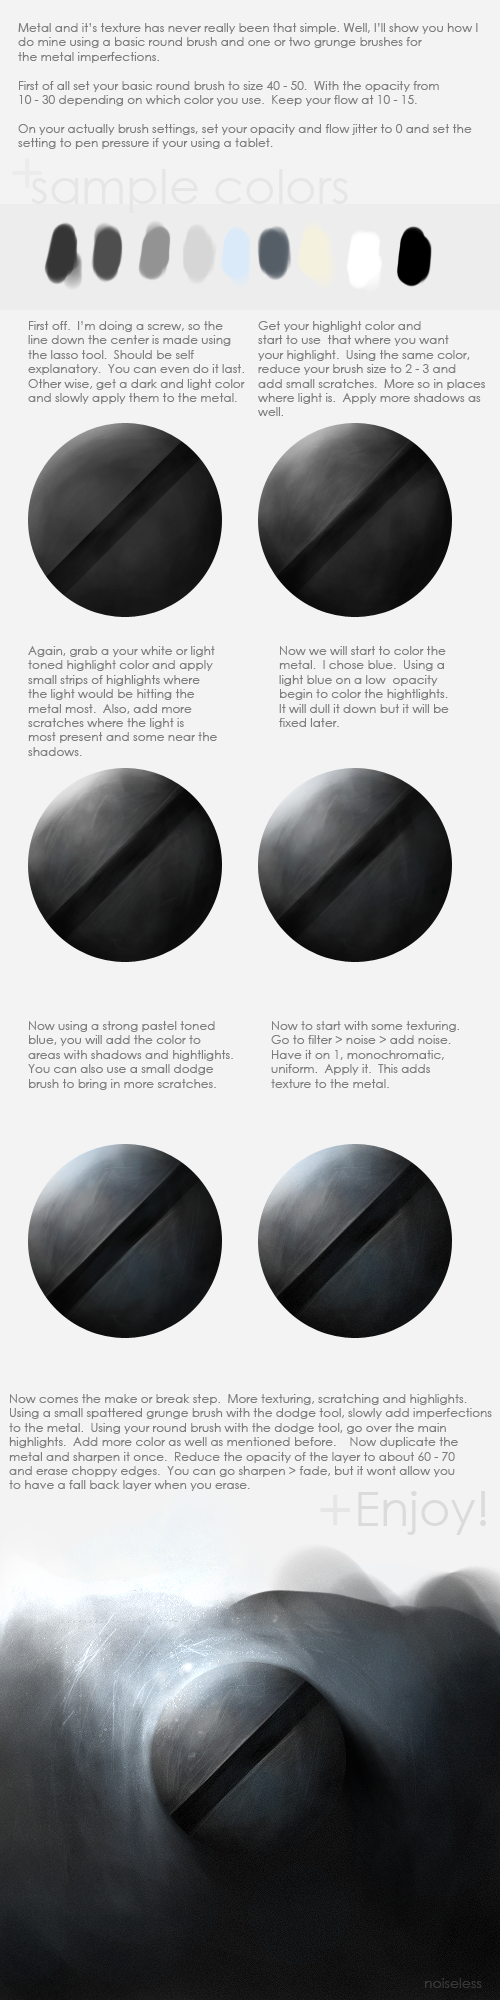 Metal and it's texture has never really been that simple. Well, I'll show you how I
do mine using a basic round brush and one or two grunge brushes for
the metal imperfections.
First of all set your basic round brush to size 40 - 50. With the opacity from
10 - 30 depending on which color you use. Keep your flow at 10 - 15.
On your actually brush settings, set your opacity and flow jitter to 0 and set the
setting to pen pressure if your using a tablet.
+sample colors
First off. I'm doing a screw, so the
line down the center is made using
the lasso tool. Should be self
explanatory. You can even do it last.
Other wise, get a dark and light color
and slowly apply them to the metal.
Get your highlight color and
start to use that where you want
your highlight. Using the same color,
reduce your brush size to 2 - 3 and
add small scratches. More so in places
where light is. Apply more shadows as
well.
Again, grab a your white or light
toned highlight color and apply
small strips of highlights where
the light would be hitting the
metal most. Also, add more
scratches where the light is
most present and some near the
shadows.
Now we will start to color the
metal. I chose blue. Using a
light blue on a low opacity
begin to color the hightlights.
It will dull it down but it will be
fixed later.
Now using a strong pastel toned
blue, you will add the color to
areas with shadows and hightlights.
You can also use a small dodge
brush to bring in more scratches.
Now to start with some texturing.
Go to filter > noise > add noise.
Have it on 1, monochromatic,
uniform. Apply it. This adds
texture to the metal.
Now comes the make or break step. More texturing, scratching and highlights.
Using a small spattered grunge brush with the dodge tool, slowly add imperfections
to the metal. Using your round brush with the dodge tool, go over the main
highlights. Add more color as well as mentioned before. Now duplicate the
metal and sharpen it once. Reduce the opacity of the layer to about 60 - 70
and erase choppy edges. You can go sharpen > fade, but it wont allow you
to have a fall back layer when you erase.
+Enjoy!
noiseless